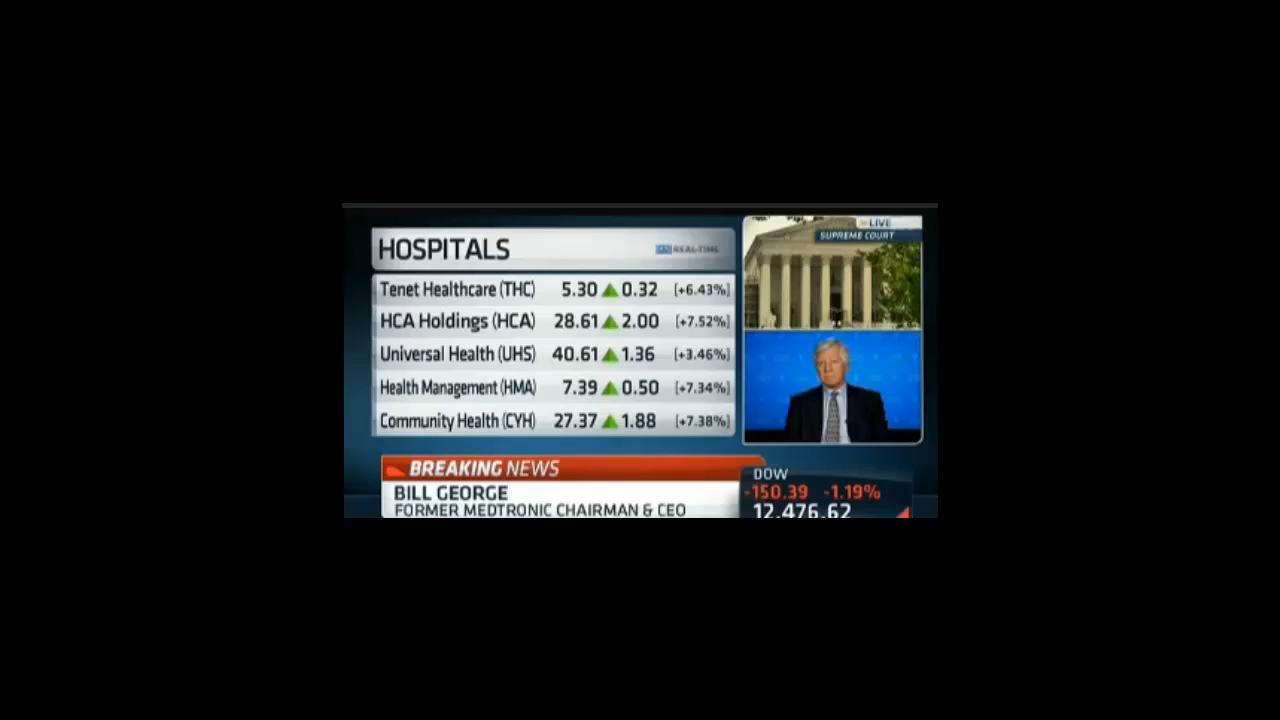 HOSPITALS
REAL-TIME
Tenet Healthcare (THC) 5.30 ▲ 0.32 [+6.43%]
HCA Holdings (HCA) 28.61 ▲ 2.00 [+7.52%]
Universal Health (UHS) 40.61 ▲ 1.36 [+3.46%]
Health Management (HMA) 7.39 ▲ 0.50 [+7.34%]
Community Health (CYH) 27.37 ▲ 1.88 [+7.38%]
LIVE
SUPREME COURT
BREAKING NEWS
BILL GEORGE
FORMER MEDTRONIC CHAIRMAN & CEO
DOW
-150.39 -1.19%
12,476.62